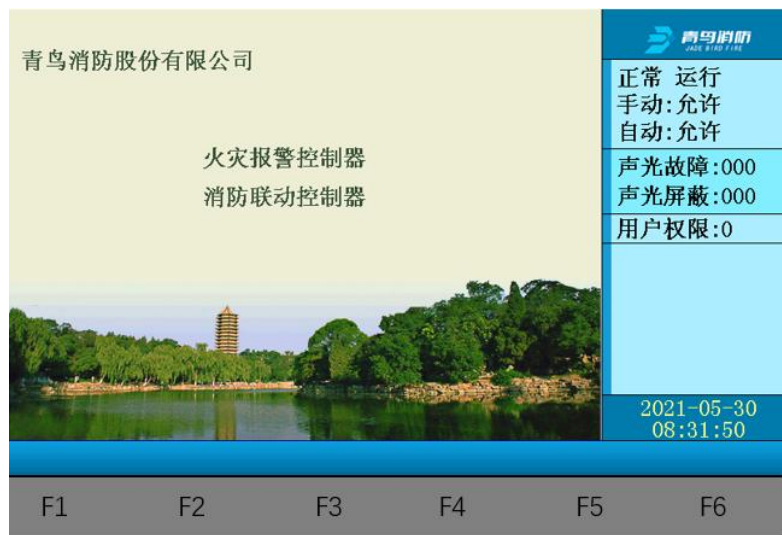 青鸟消防股份有限公司
火灾报警控制器
消防联动控制器
青鸟消防
JADE BIRD FIRE
正常 运行
手动:允许
自动:允许
声光故障:000
声光屏蔽:000
用户权限:0
2021-05-30
08:31:50
F1 F2 F3 F4 F5 F6